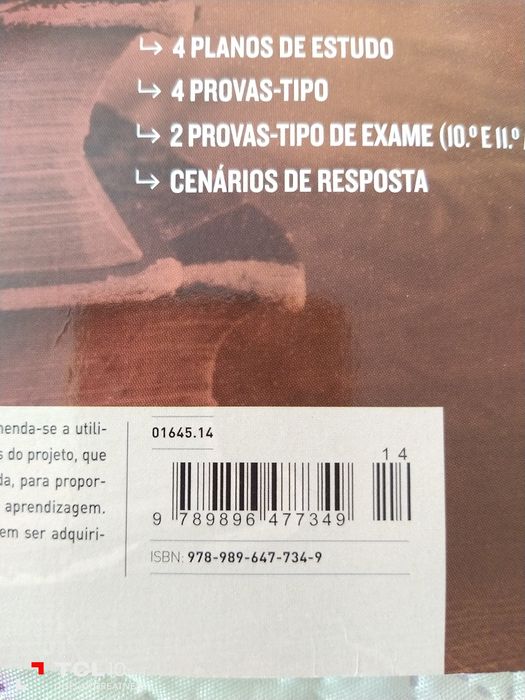 ↳ 4 PLANOS DE ESTUDO
↳ 4 PROVAS-TIPO
↳ 2 PROVAS-TIPO DE EXAME (10.º E 11.º
↳ CENÁRIOS DE RESPOSTA
menda-se a utili-
s do projeto, que
da, para propor-
aprendizagem.
em ser adquiri-
01645.14
14
9 789896 477349
ISBN: 978-989-647-734-9
TCL 10